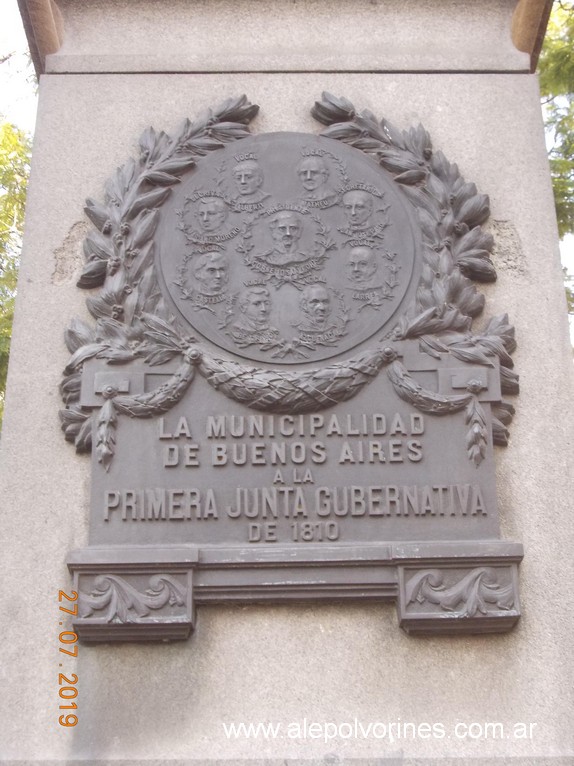 LA MUNICIPALIDAD
DE BUENOS AIRES
A LA
PRIMERA JUNTA GUBERNATIVA
DE 1810
27.07.2019
www.alepolvorines.com.ar